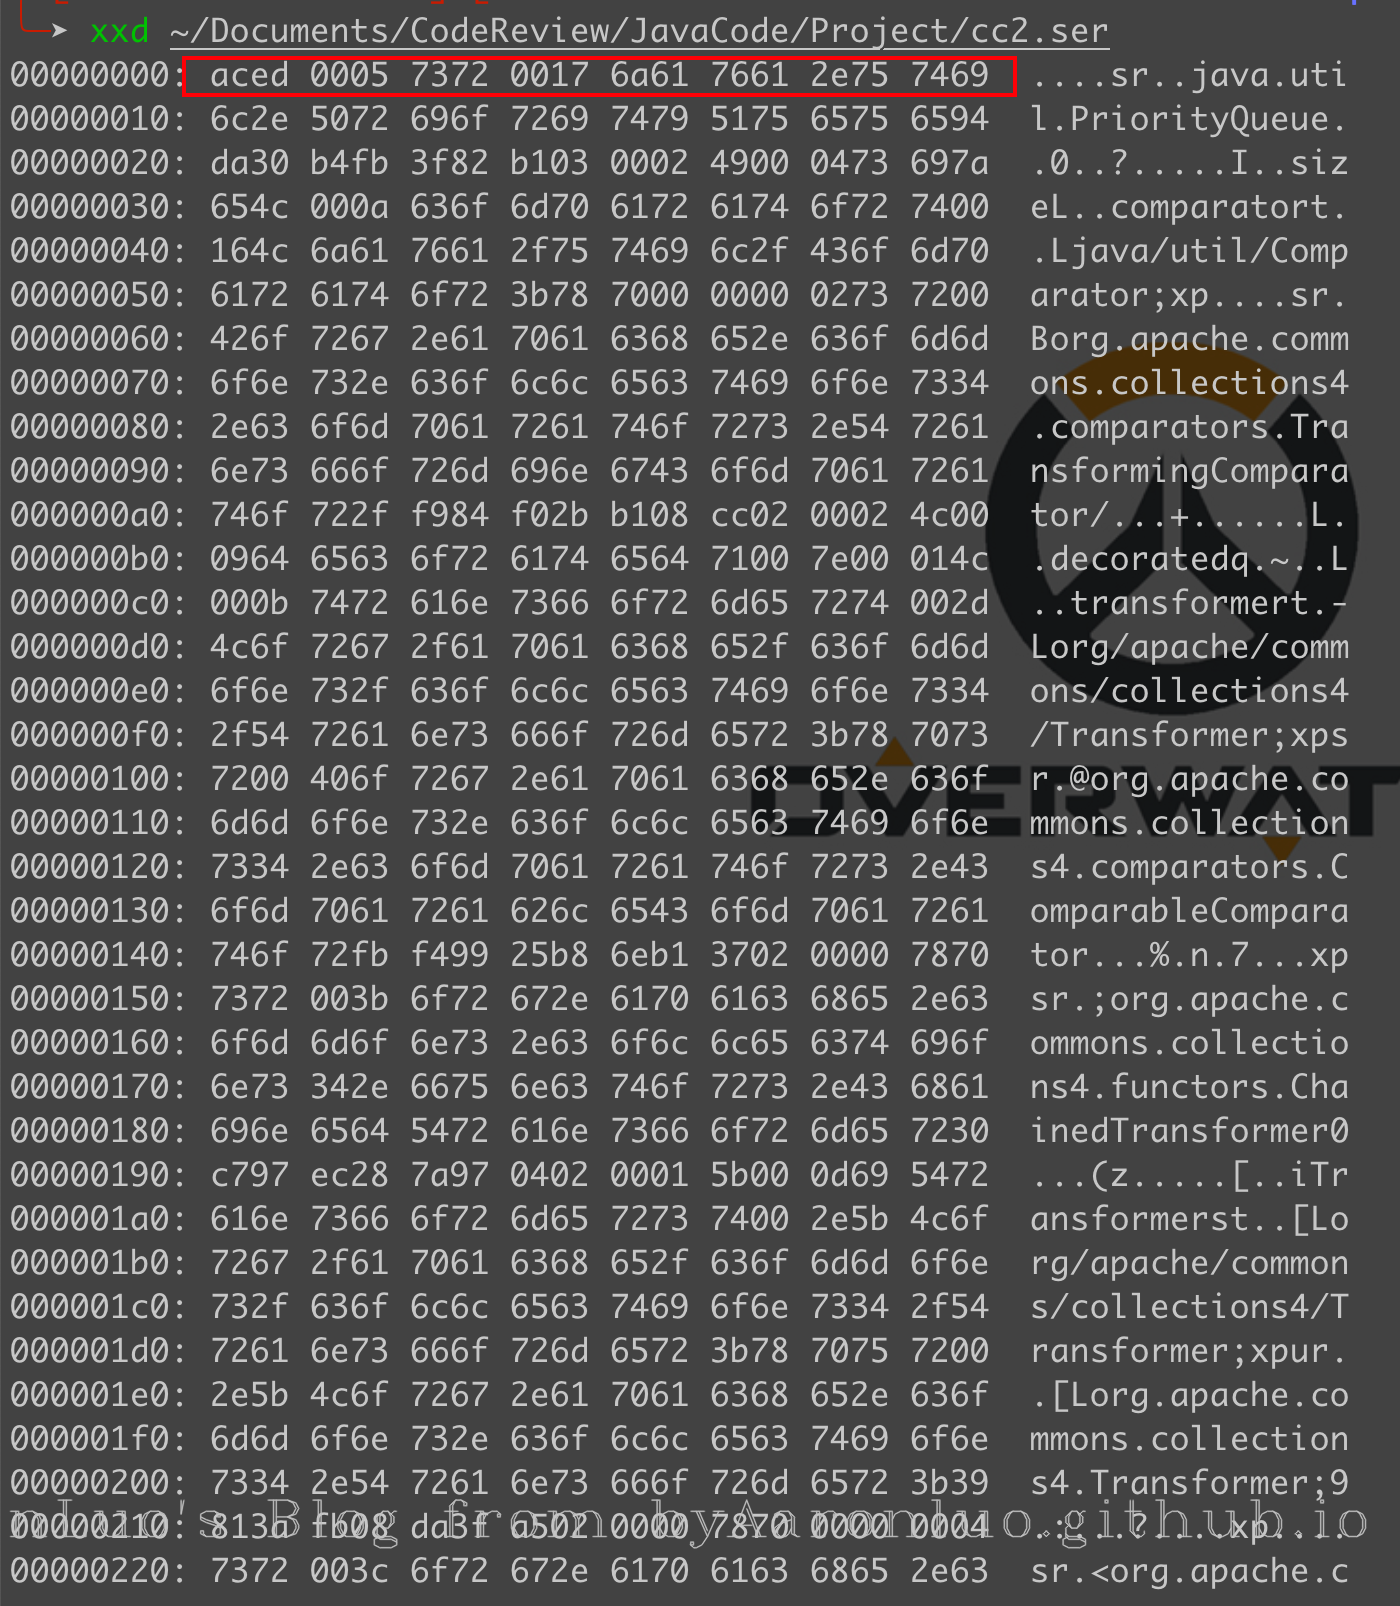 ➤ xxd ~/Documents/CodeReview/JavaCode/Project/cc2.ser
00000000: aced 0005 7372 0017 6a61 7661 2e75 7469  ....sr..java.uti
00000010: 6c2e 5072 696f 7269 7479 5175 6575 6594  l.PriorityQueue.
00000020: da30 b4fb 3f82 b103 0002 4900 0473 697a  .0..?.....I..siz
00000030: 654c 000a 636f 6d70 6172 6174 6f72 7400  eL..comparatort.
00000040: 164c 6a61 7661 2f75 7469 6c2f 436f 6d70  .Ljava/util/Comp
00000050: 6172 6174 6f72 3b78 7000 0000 0273 7200  arator;xp....sr.
00000060: 426f 7267 2e61 7061 6368 652e 636f 6d6d  Borg.apache.comm
00000070: 6f6e 732e 636f 6c6c 6563 7469 6f6e 7334  ons.collections4
00000080: 2e63 6f6d 7061 7261 746f 7273 2e54 7261  .comparators.Tra
00000090: 6e73 666f 726d 696e 6743 6f6d 7061 7261  nsformingCompara
000000a0: 746f 722f f984 f02b b108 cc02 0002 4c00  tor/...+......L.
000000b0: 0964 6563 6f72 6174 6564 7100 7e00 014c  .decoratedq.~..L
000000c0: 000b 7472 616e 7366 6f72 6d65 7274 002d  ..transformert.-
000000d0: 4c6f 7267 2f61 7061 6368 652f 636f 6d6d  Lorg/apache/comm
000000e0: 6f6e 732f 636f 6c6c 6563 7469 6f6e 7334  ons/collections4
000000f0: 2f54 7261 6e73 666f 726d 6572 3b78 7073  /Transformer;xps
00000100: 7200 406f 7267 2e61 7061 6368 652e 636f  r.@org.apache.co
00000110: 6d6d 6f6e 732e 636f 6c6c 6563 7469 6f6e  mmons.collection
00000120: 7334 2e63 6f6d 7061 7261 746f 7273 2e43  s4.comparators.C
00000130: 6f6d 7061 7261 626c 6543 6f6d 7061 7261  omparableCompara
00000140: 746f 72fb f499 25b8 6eb1 3702 0000 7870  tor...%.n.7...xp
00000150: 7372 003b 6f72 672e 6170 6163 6865 2e63  sr.;org.apache.c
00000160: 6f6d 6d6f 6e73 2e63 6f6c 6c65 6374 696f  ommons.collectio
00000170: 6e73 342e 6675 6e63 746f 7273 2e43 6861  ns4.functors.Cha
00000180: 696e 6564 5472 616e 7366 6f72 6d65 7230  inedTransformer0
00000190: c797 ec28 7a97 0402 0001 5b00 0d69 5472  ...(z.....[..iTr
000001a0: 616e 7366 6f72 6d65 7273 7400 2e5b 4c6f  ansformerst..[Lo
000001b0: 7267 2f61 7061 6368 652f 636f 6d6d 6f6e  rg/apache/common
000001c0: 732f 636f 6c6c 6563 7469 6f6e 7334 2f54  s/collections4/T
000001d0: 7261 6e73 666f 726d 6572 3b78 7075 7200  ransformer;xpur.
000001e0: 2e5b 4c6f 7267 2e61 7061 6368 652e 636f  .[Lorg.apache.co
000001f0: 6d6d 6f6e 732e 636f 6c6c 6563 7469 6f6e  mmons.collection
00000200: 7334 2e54 7261 6e73 666f 726d 6572 3b39  s4.Transformer;9
00000210: 813a fb08 da3f a502 0000 7870 0000 0004  .:...?....xp....
nLuo's Blog from byAaronluo.github.io
00000220: 7372 003c 6f72 672e 6170 6163 6865 2e63  sr.<org.apache.c
OVERWAT